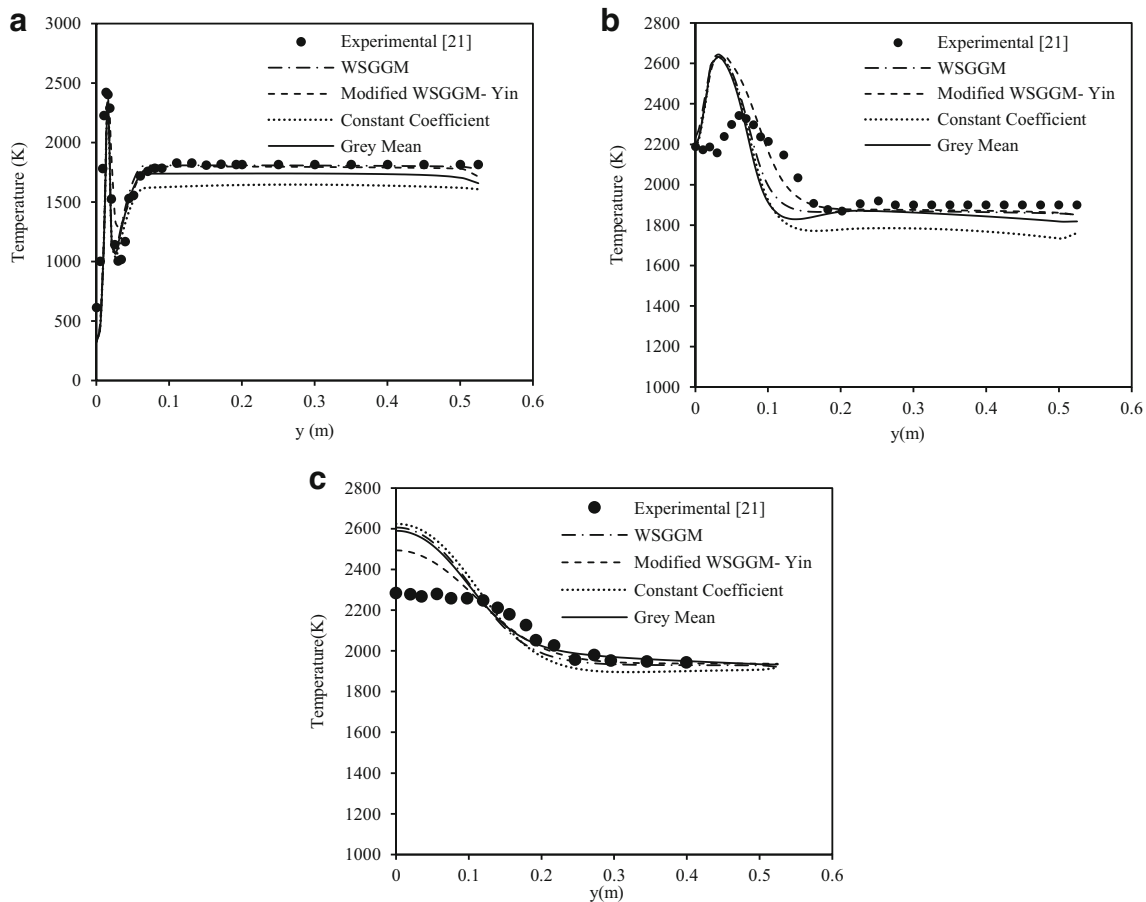 a
3000
2500
2000
1500
1000
500
0
Temperature (K)
0 0.1 0.2 0.3 0.4 0.5 0.6
y (m)
Experimental [21]
WSGGM
Modified WSGGM- Yin
Constant Coefficient
Grey Mean
b
2800
2600
2400
2200
2000
1800
1600
1400
1200
1000
Temperature (K)
0 0.1 0.2 0.3 0.4 0.5 0.6
y(m)
Experimental [21]
WSGGM
Modified WSGGM- Yin
Constant Coefficient
Grey Mean
c
2800
2600
2400
2200
2000
1800
1600
1400
1200
1000
Temperature(K)
0 0.1 0.2 0.3 0.4 0.5 0.6
y(m)
Experimental [21]
WSGGM
Modified WSGGM- Yin
Constant Coefficient
Grey Mean